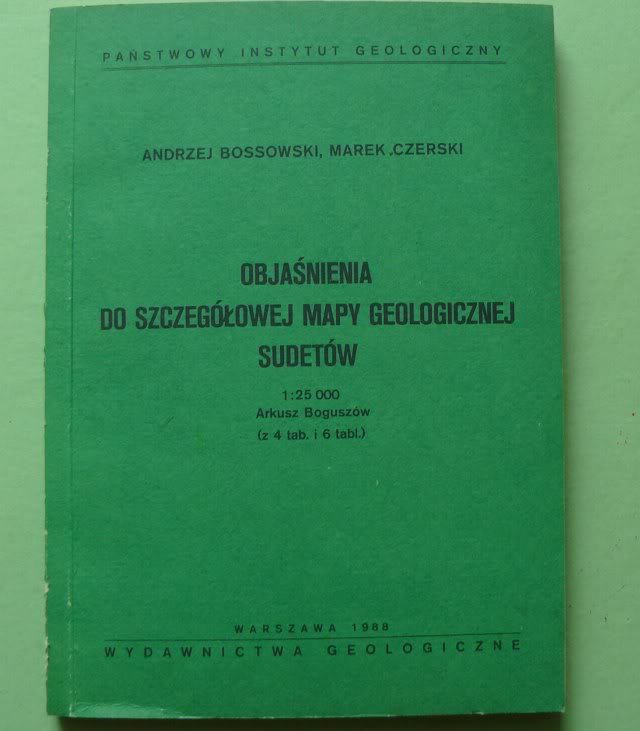 PAŃSTWOWY INSTYTUT GEOLOGICZNY
ANDRZEJ BOSSOWSKI, MAREK CZERSKI
OBJAŚNIENIA
DO SZCZEGÓŁOWEJ MAPY GEOLOGICZNEJ
SUDETÓW
1:25 000
Arkusz Boguszów
(z 4 tab. i 6 tabl.)
WARSZAWA 1988
WYDAWNICTWA GEOLOGICZNE